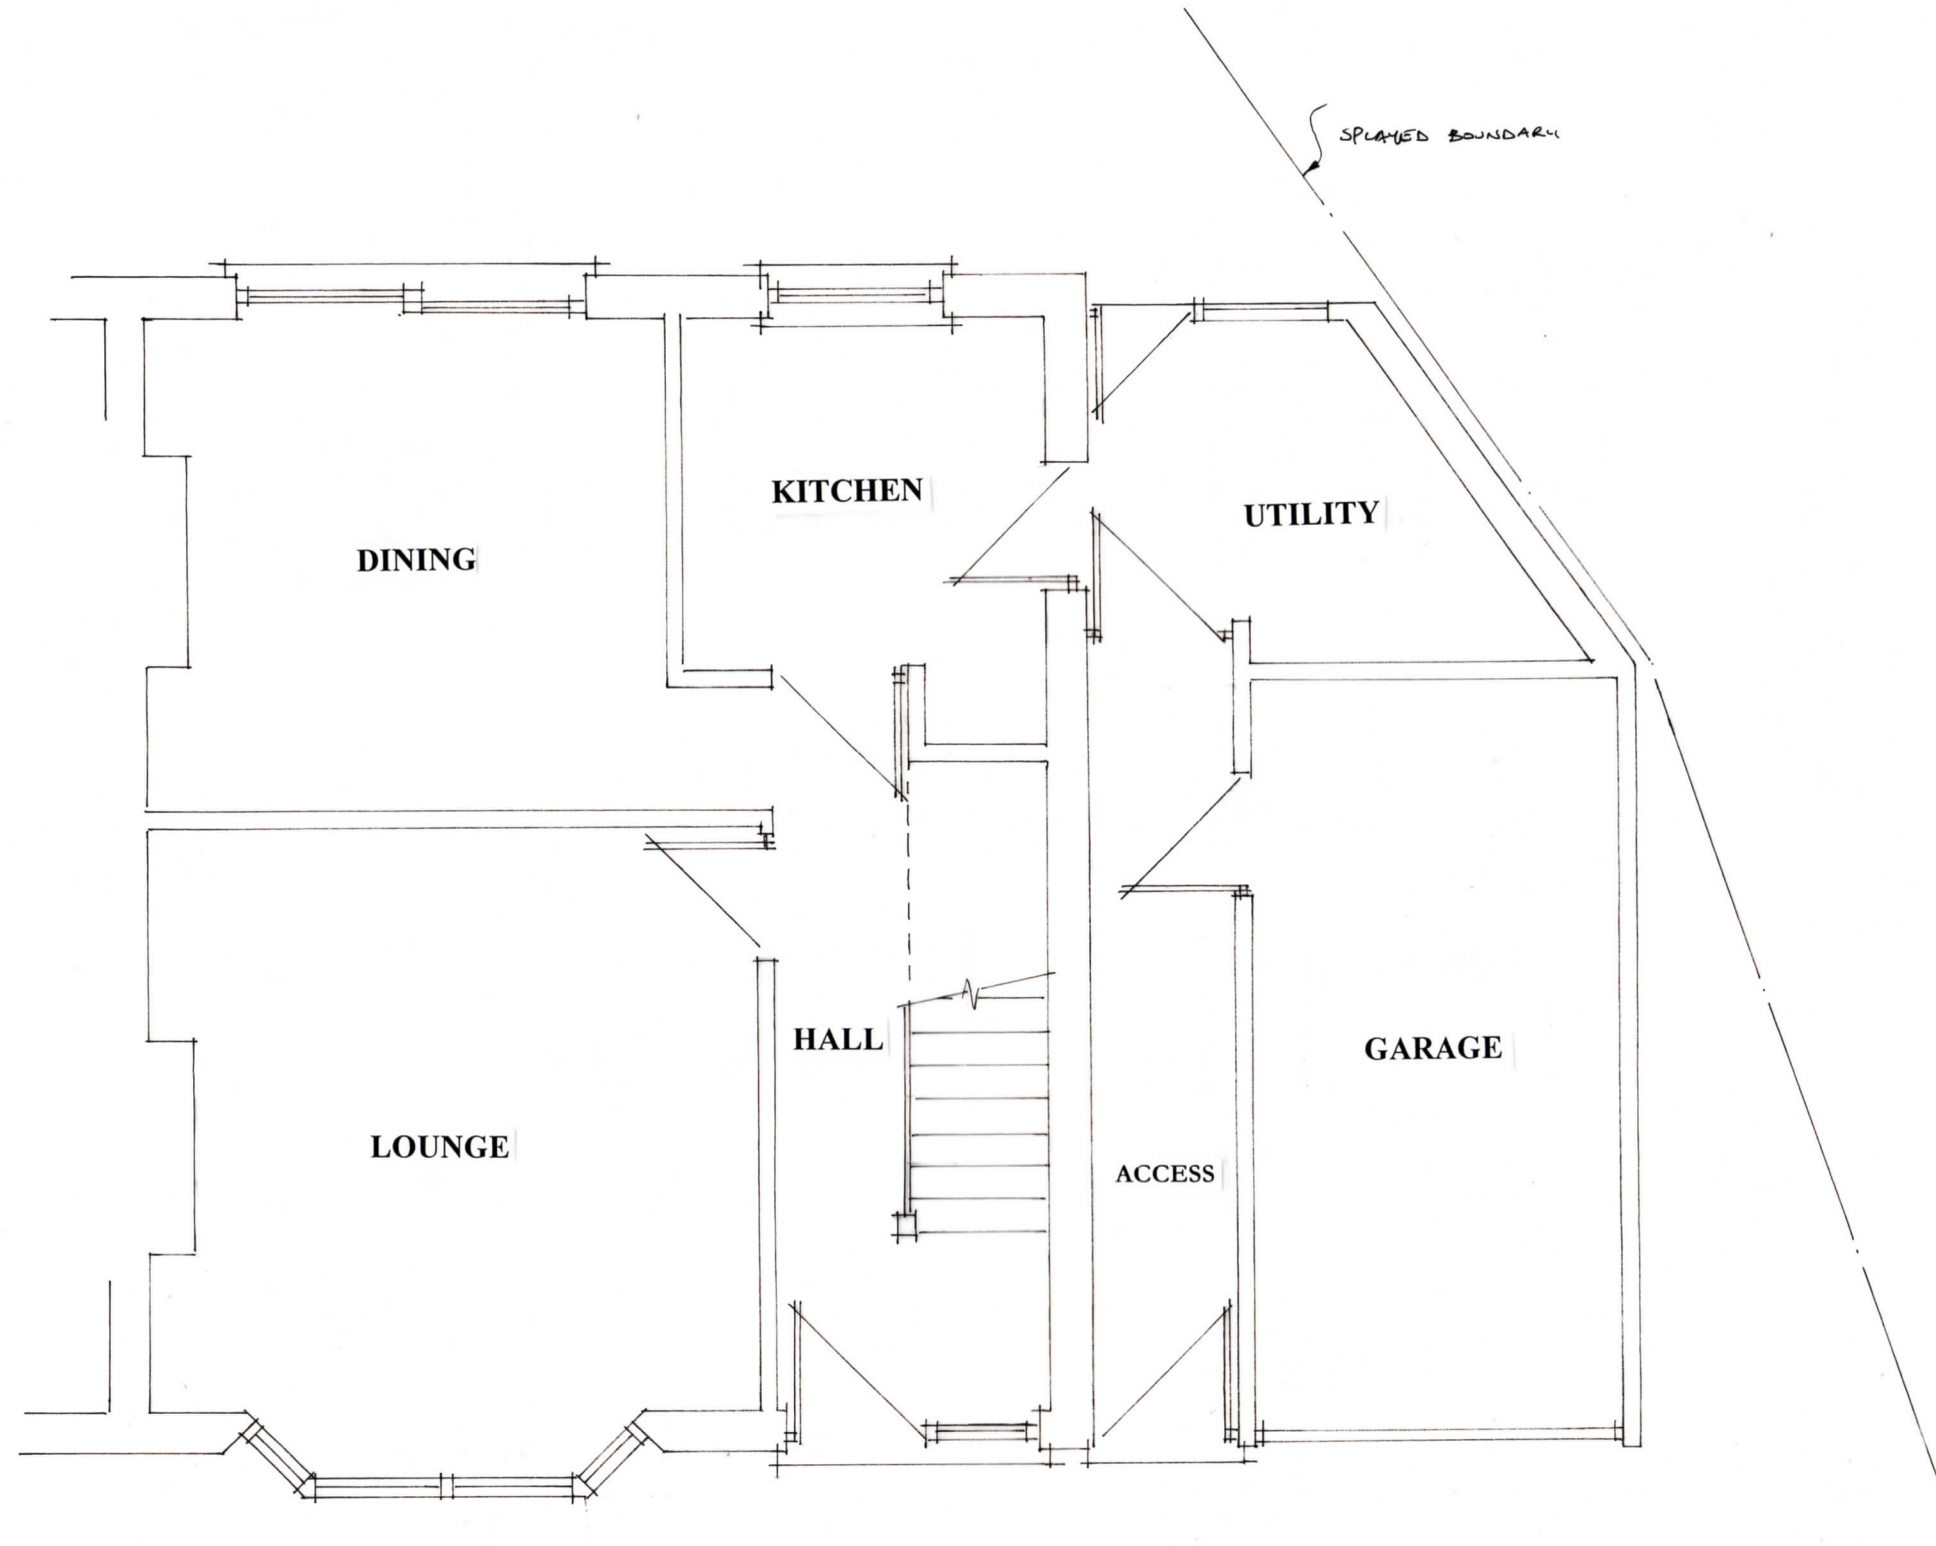 SPLAYED BOUNDARY
KITCHEN
UTILITY
DINING
HALL
GARAGE
LOUNGE
ACCESS